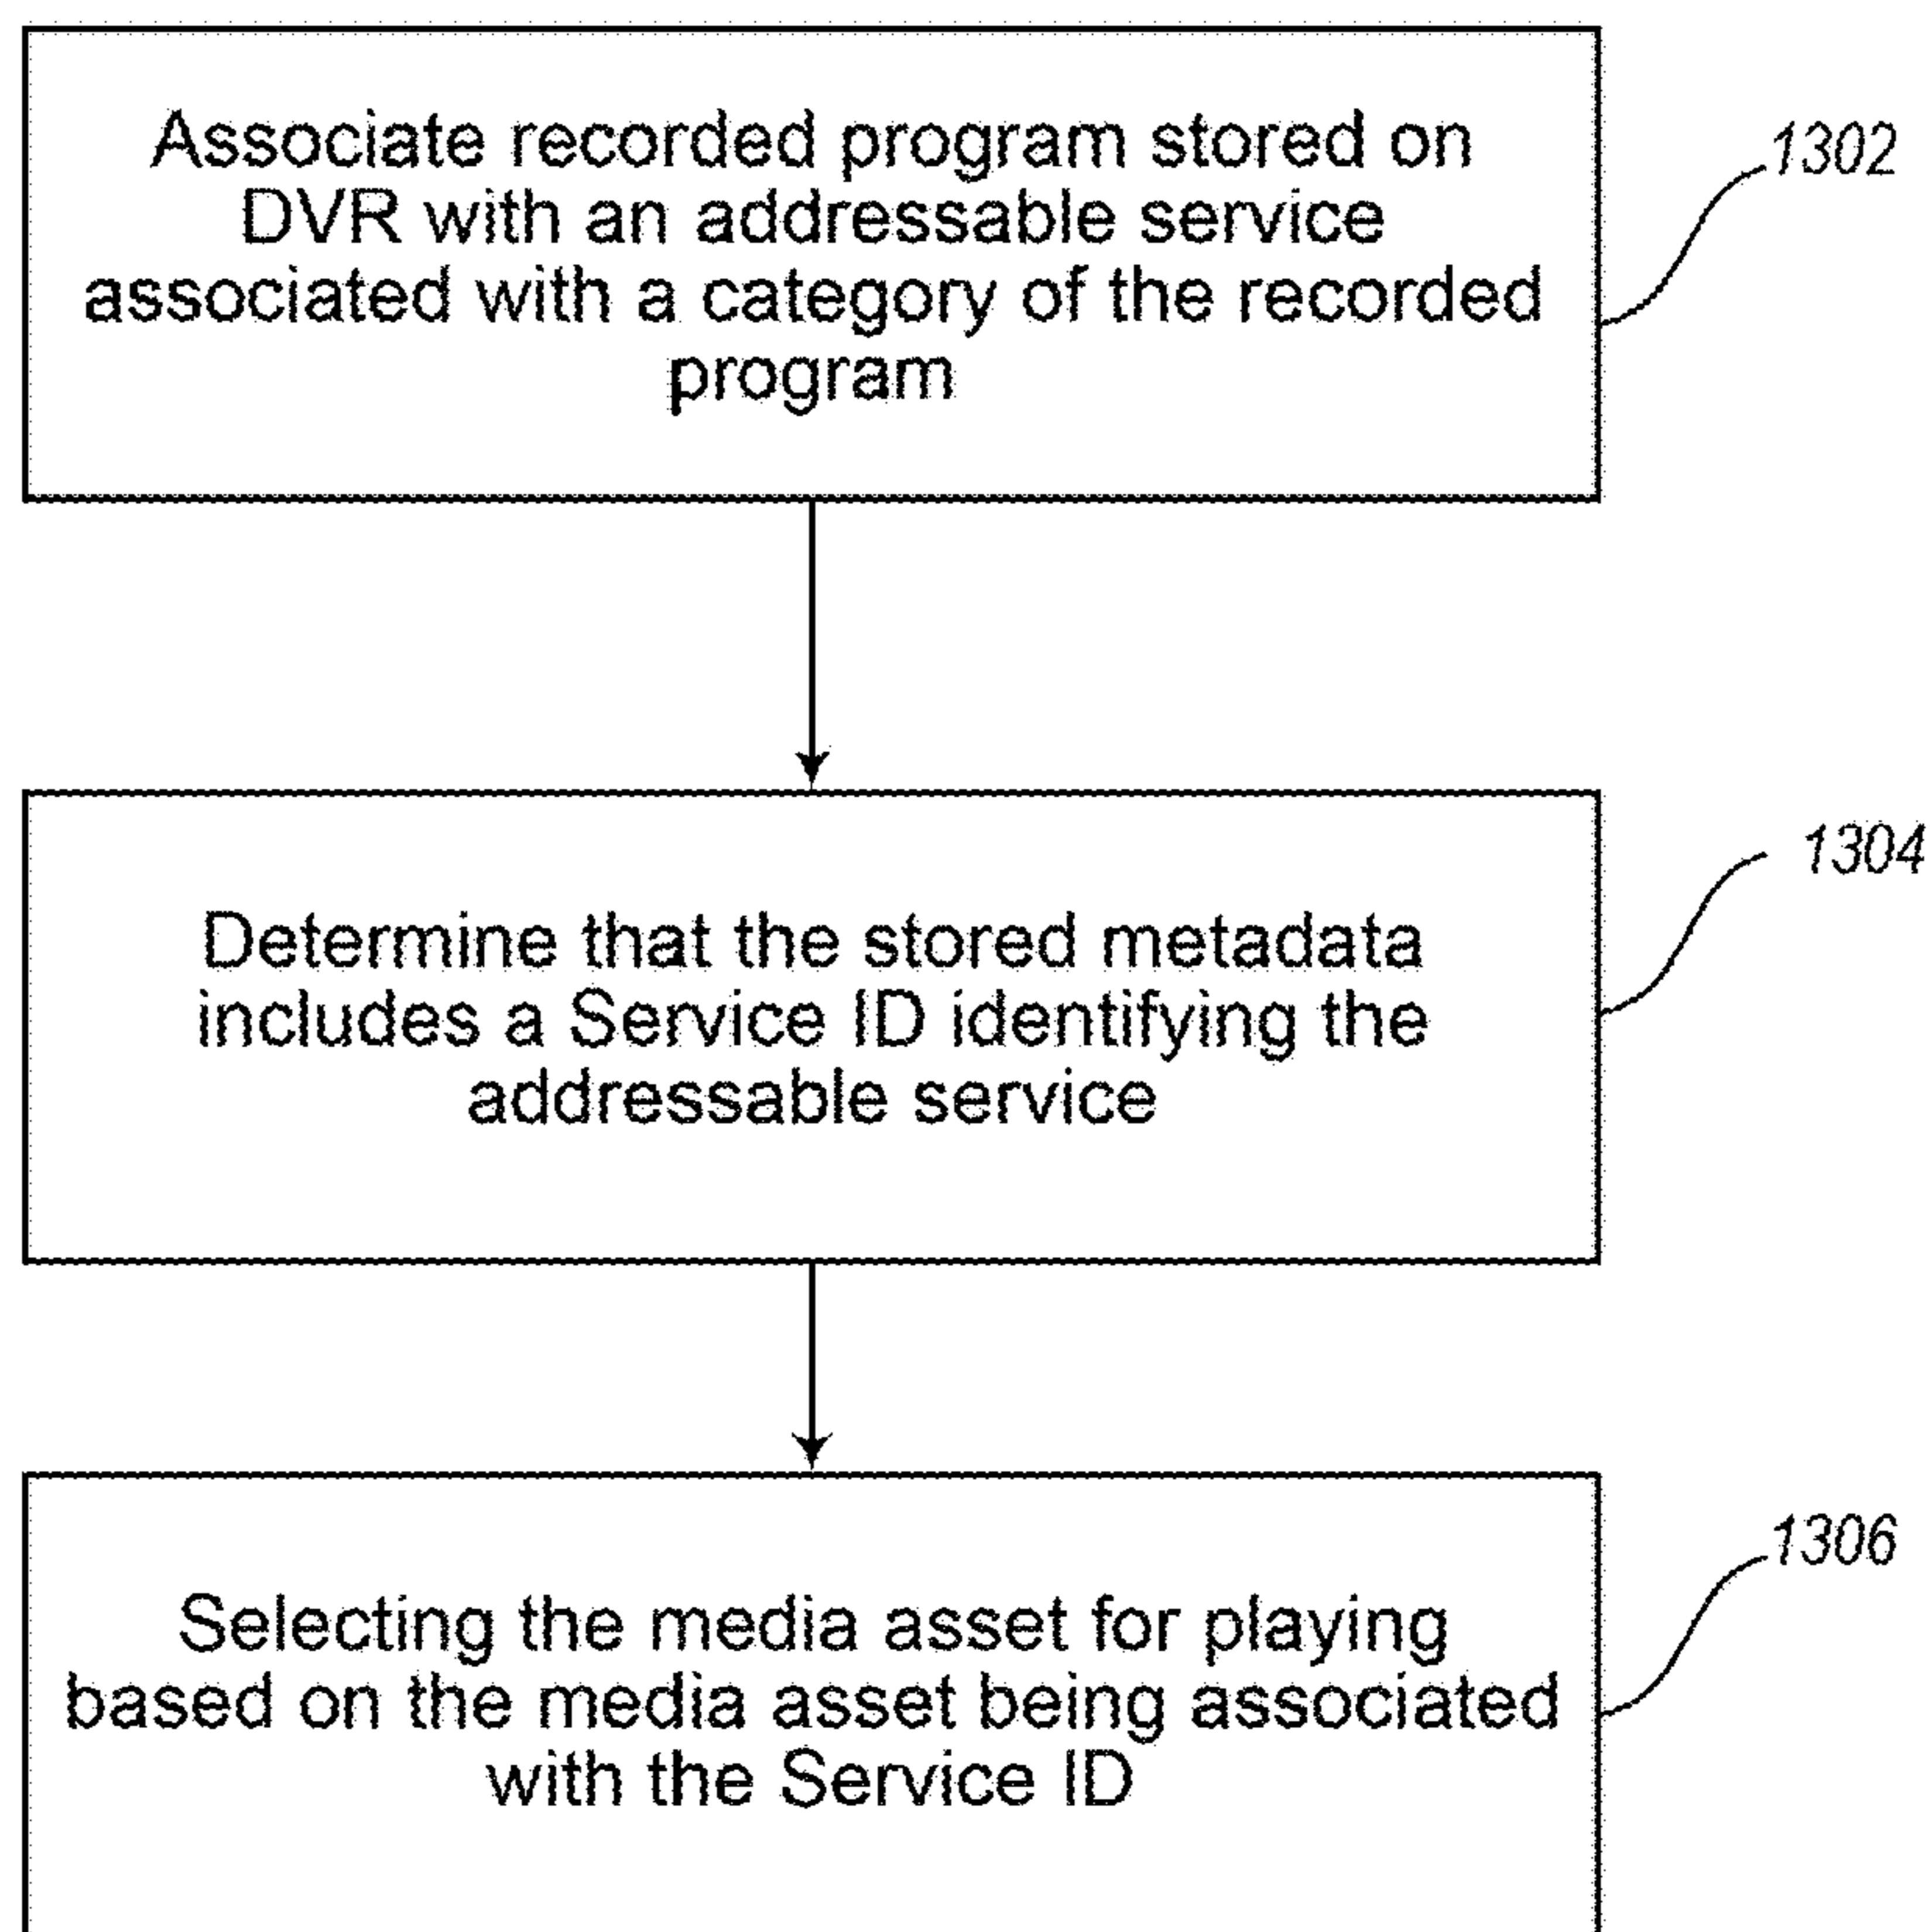 Associate recorded program stored on
DVR with an addressable service
associated with a category of the recorded
program
1302
Determine that the stored metadata
includes a Service ID identifying the
addressable service
1304
Selecting the media asset for playing
based on the media asset being associated
with the Service ID
1306